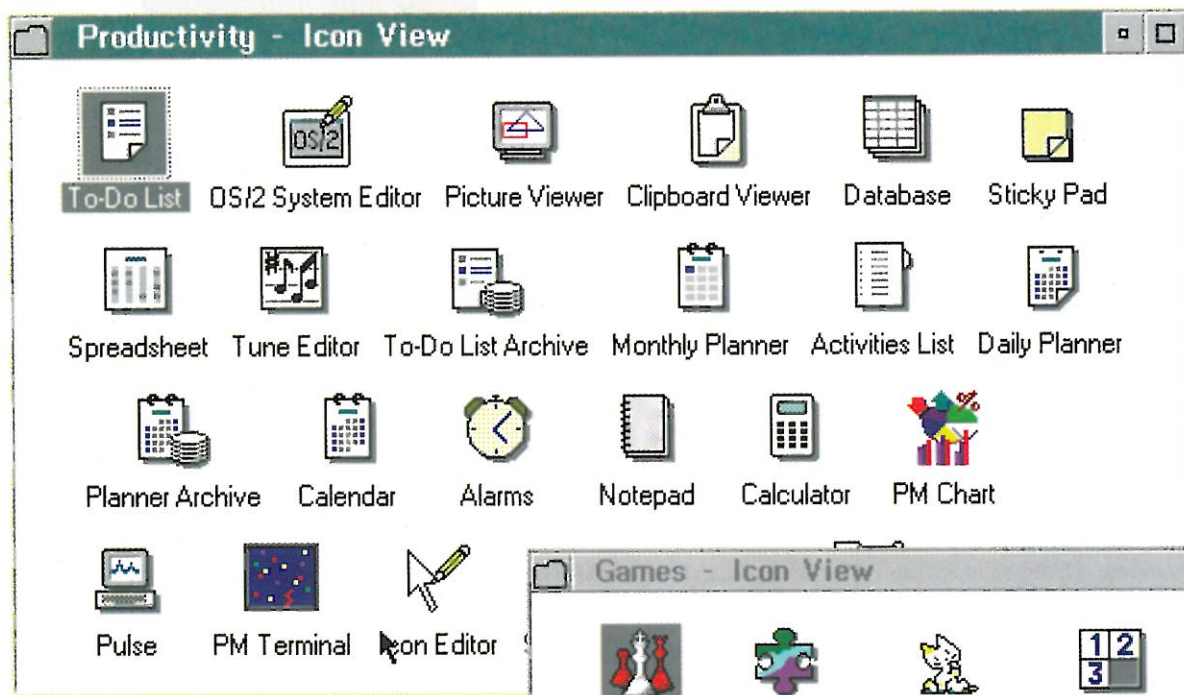 Productivity - Icon View
OS/2
To-Do List OS/2 System Editor Picture Viewer Clipboard Viewer Database Sticky Pad
Spreadsheet Tune Editor To-Do List Archive Monthly Planner Activities List Daily Planner
%
Planner Archive Calendar Alarms Notepad Calculator PM Chart
Pulse PM Terminal Icon Editor
Games - Icon View
1 2
3